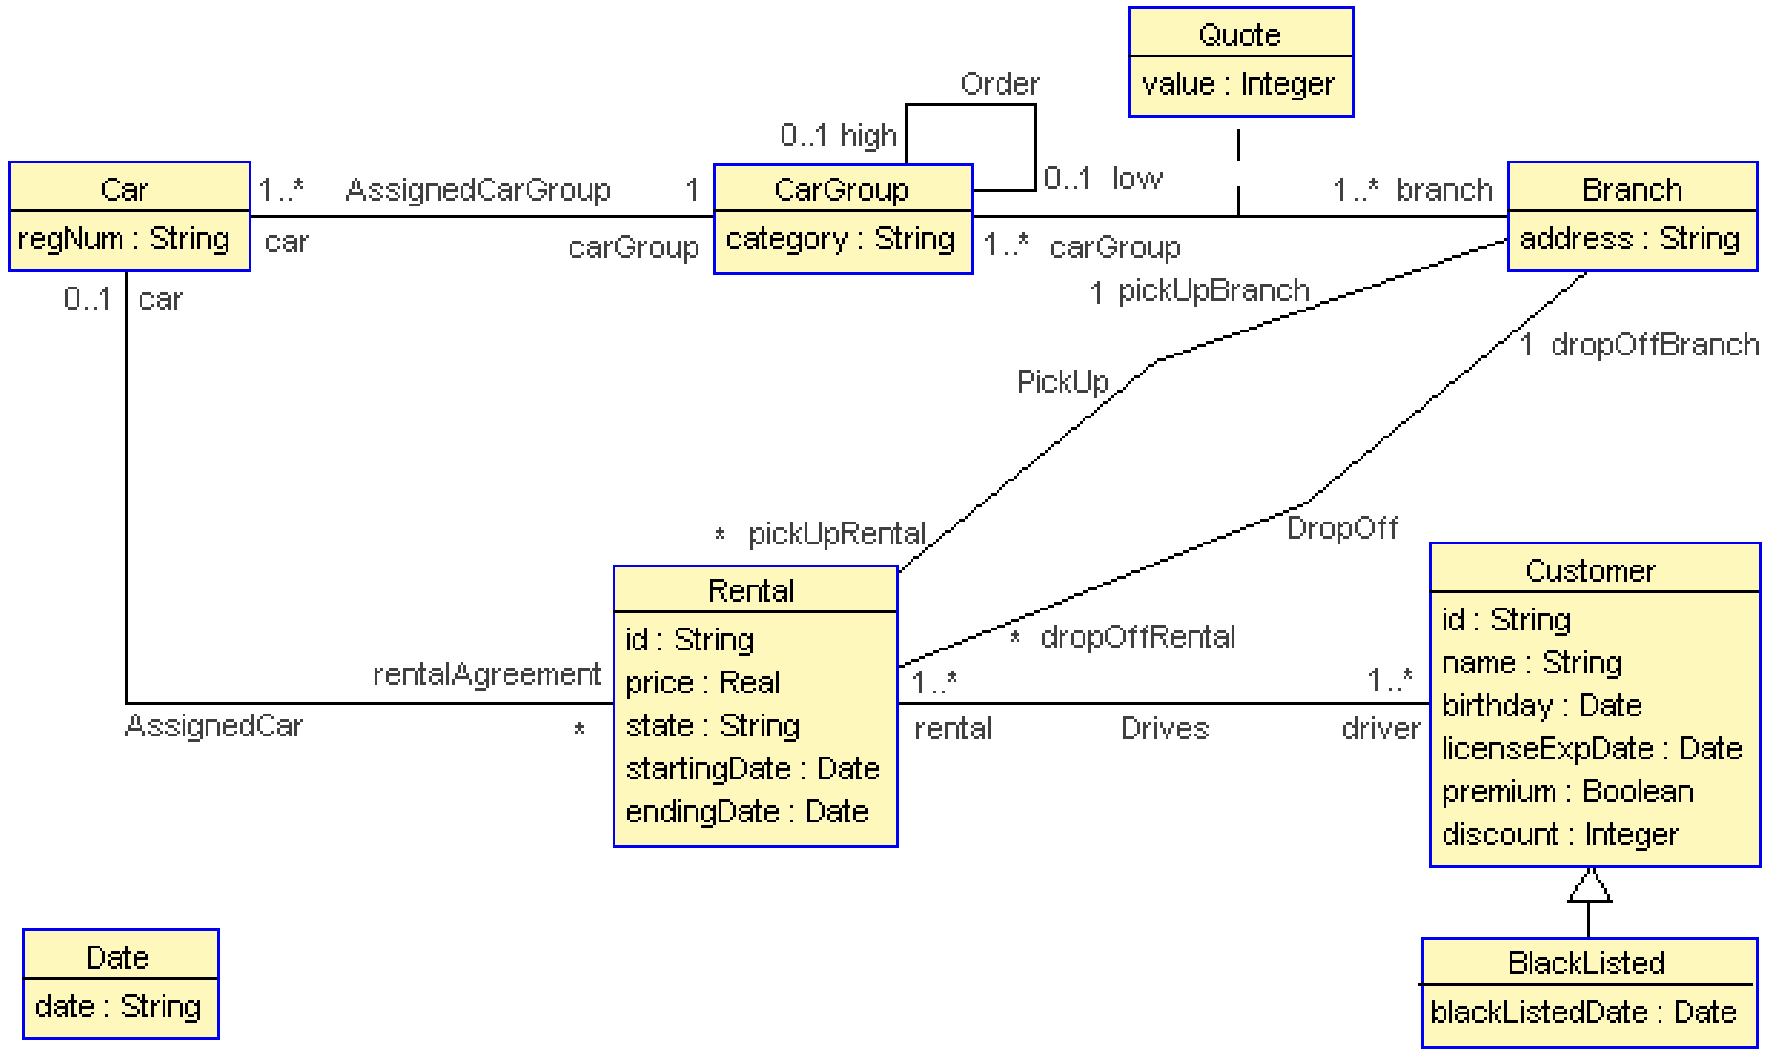 Quote
value : Integer
Order
0..1 high
0..1 low
Car
regNum : String
1..* AssignedCarGroup 1
car
carGroup
CarGroup
category : String
1..* branch
1..* carGroup
Branch
address : String
0..1 car
1 pickUpBranch
1 dropOffBranch
PickUp
* pickUpRental
DropOff
* dropOffRental
Rental
id : String
price : Real
state : String
startingDate : Date
endingDate : Date
rentalAgreement
AssignedCar
*
1..*
1..*
rental
Drives
driver
Customer
id : String
name : String
birthday : Date
licenseExpDate : Date
premium : Boolean
discount : Integer
Date
date : String
BlackListed
blackListedDate : Date